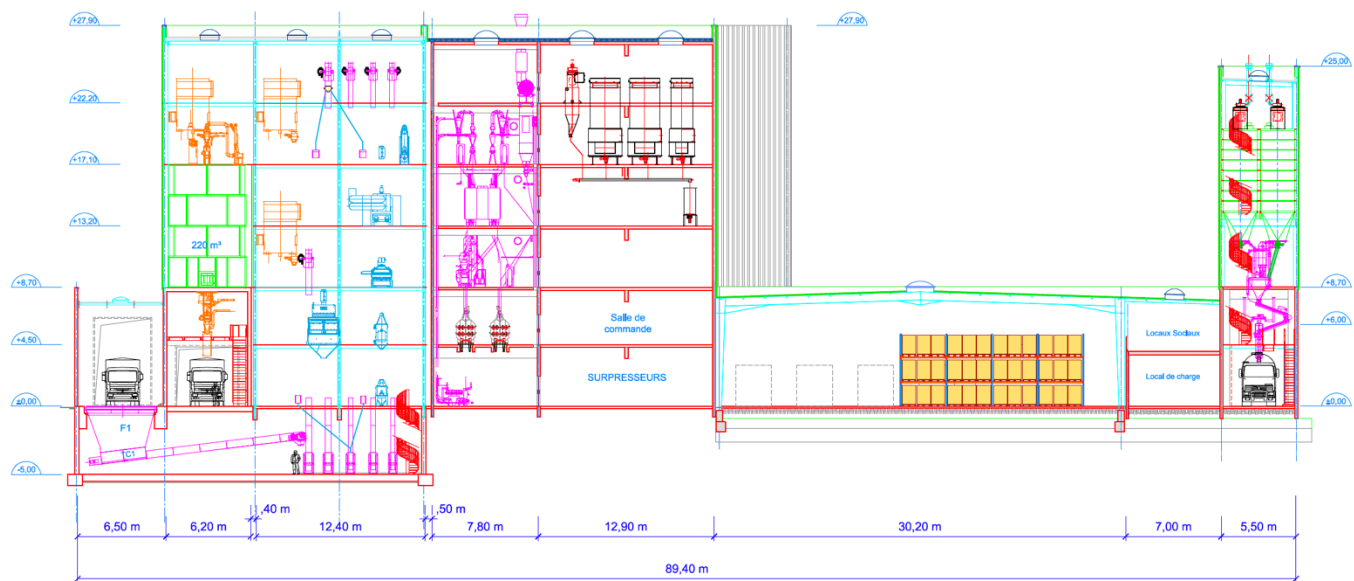 +27,90
+27,90
+25,00
+22,20
+17,10
+13,20
220 m³
+8,70
+8,70
Salle de
commande
+6,00
Locaux Sociaux
+4,50
SURPRESSEURS
Local de charge
±0,00
±0,00
F1
TC1
-5,00
,40 m
,50 m
6,50 m
6,20 m
12,40 m
7,80 m
12,90 m
30,20 m
7,00 m
5,50 m
89,40 m